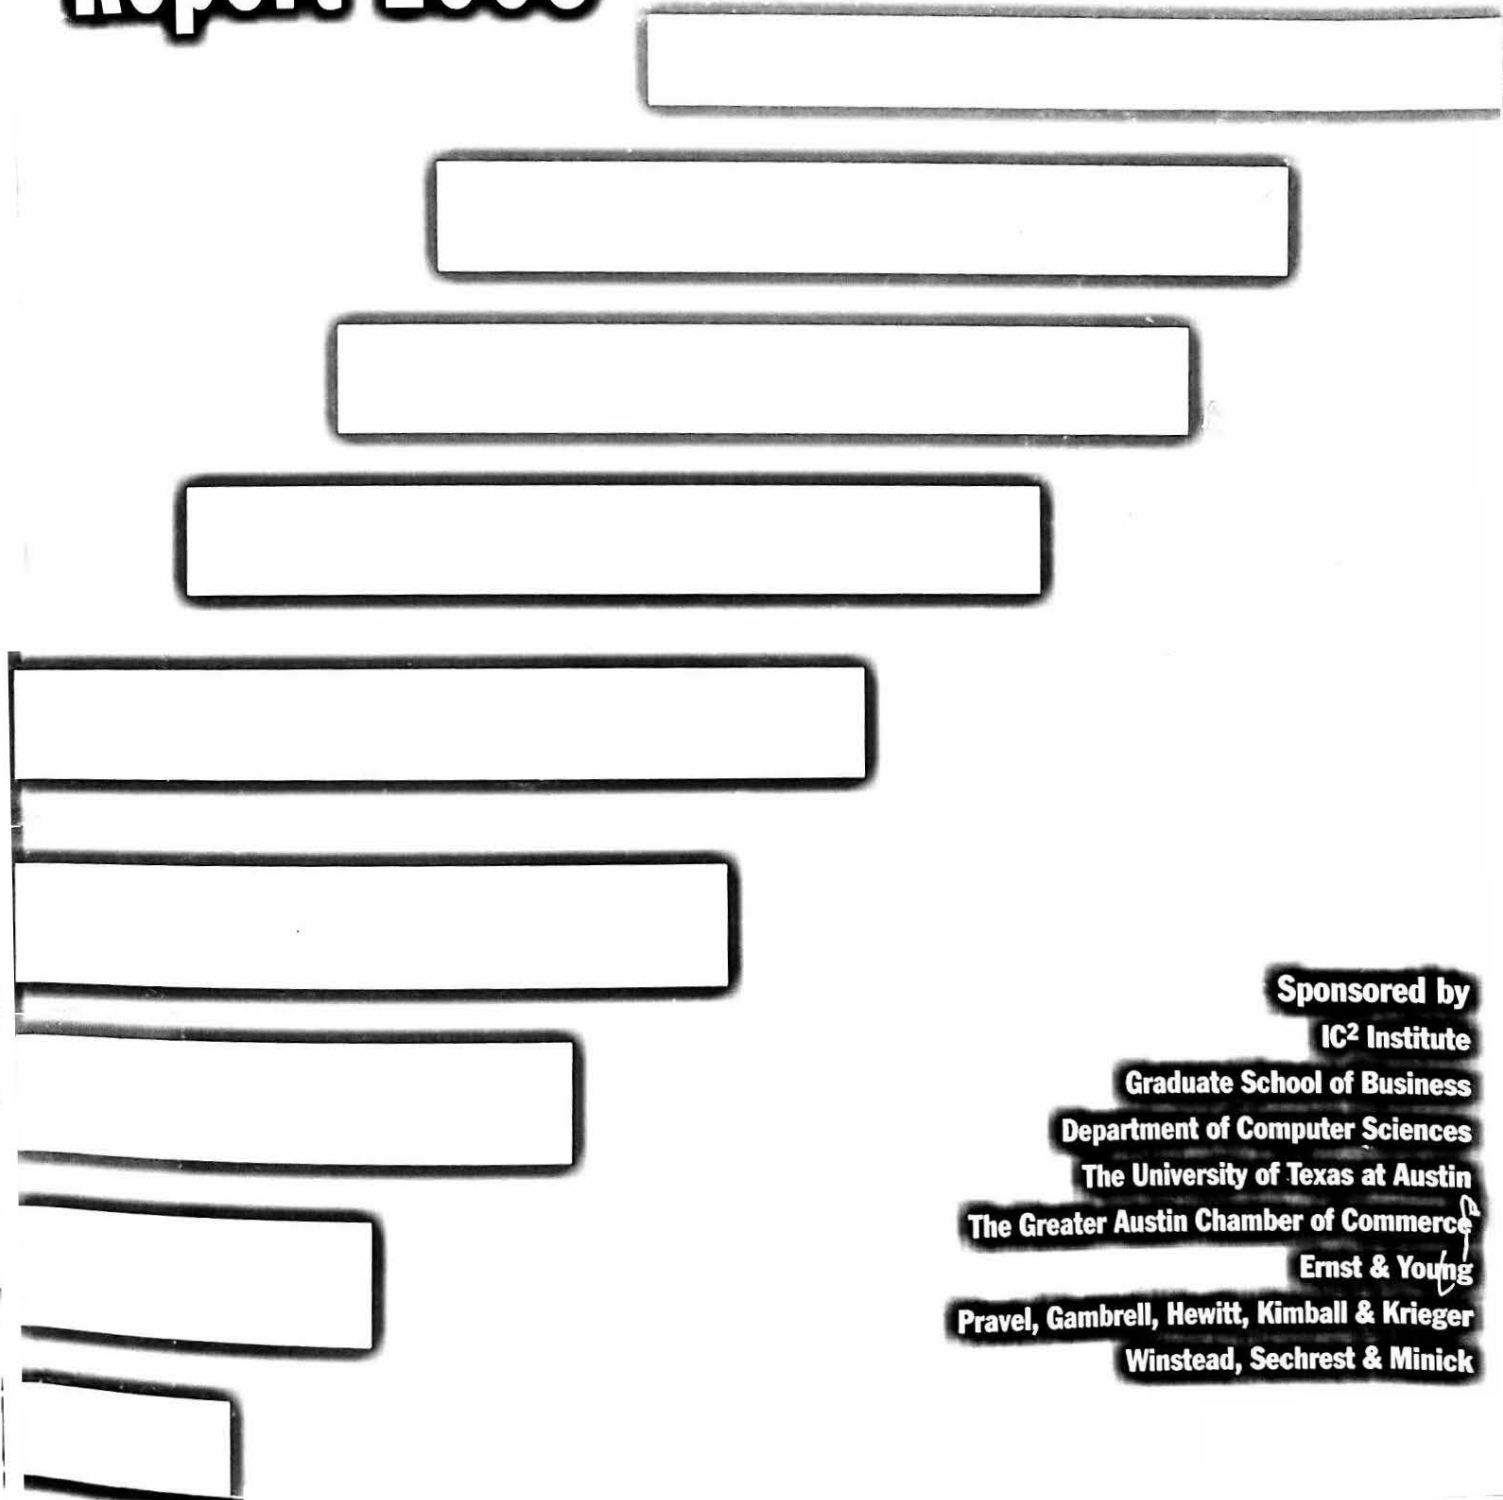 Report
Sponsored by
IC² Institute
Graduate School of Business
Department of Computer Sciences
The University of Texas at Austin
The Greater Austin Chamber of Commerce
Ernst & Young
Pravel, Gambrell, Hewitt, Kimball & Krieger
Winstead, Sechrest & Minick